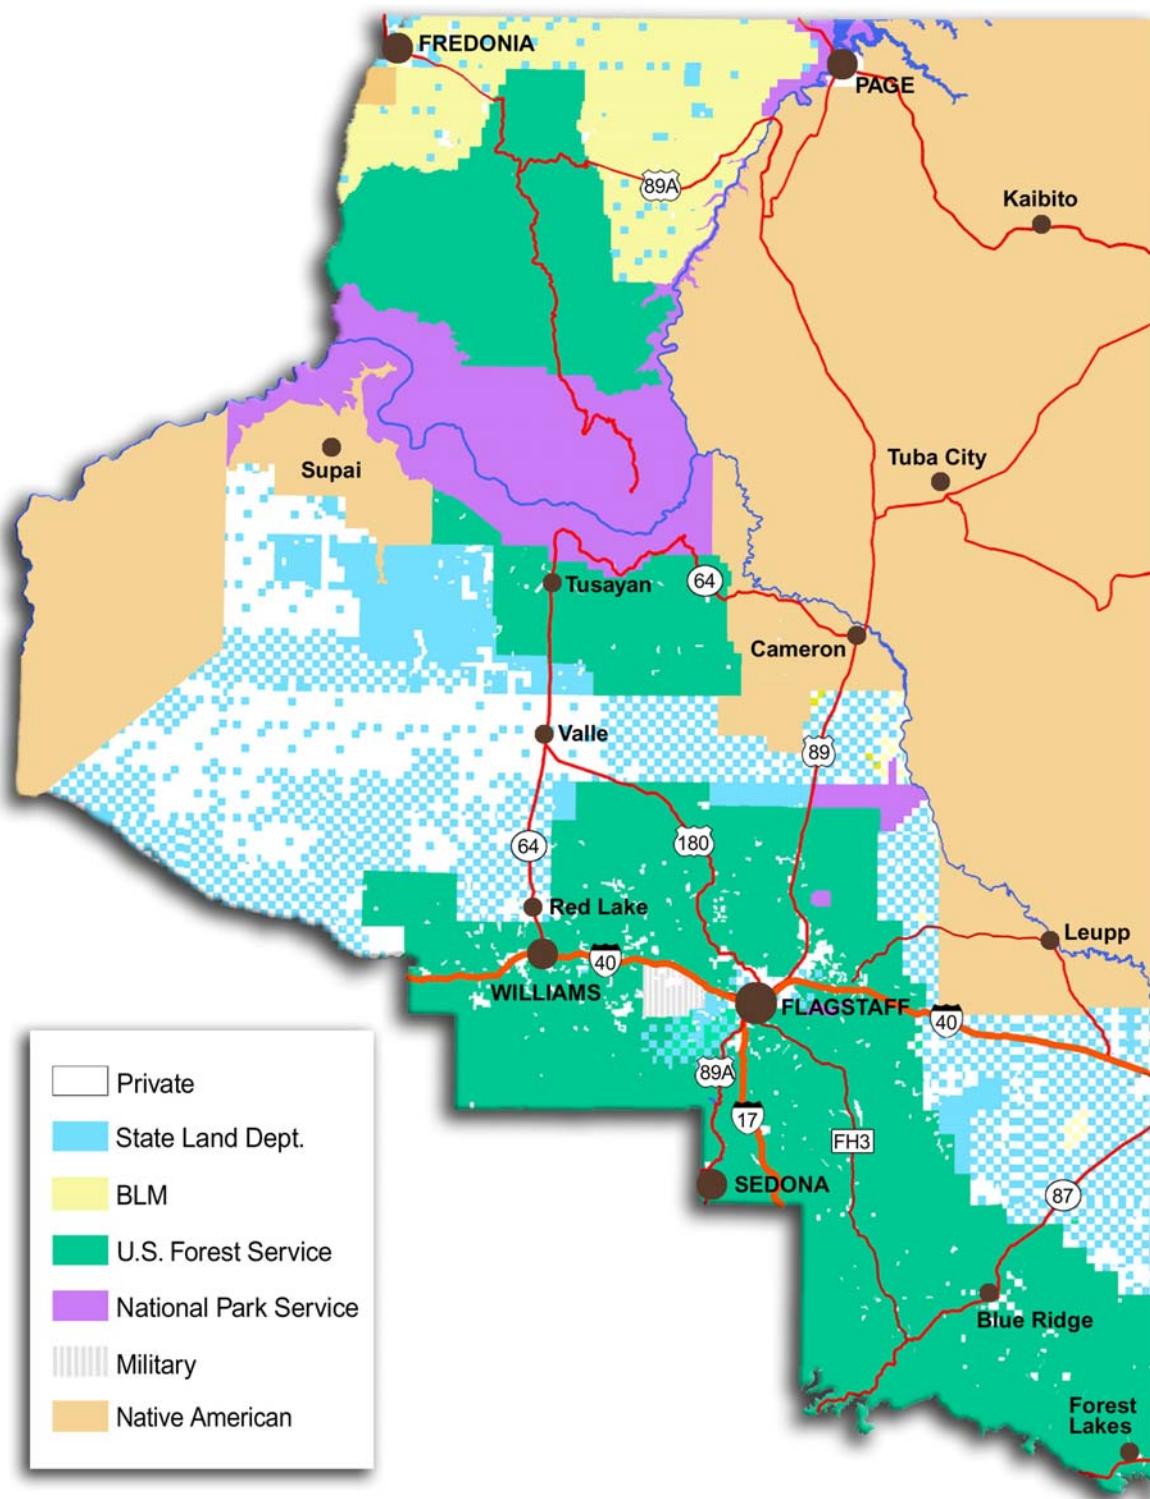 FREDONIA
PAGE
89A
Kaibito
Tuba City
Supai
64
Tusayan
Cameron
Valle
89
64
180
Red Lake
Leupp
40
WILLIAMS
FLAGSTAFF
40
89A
17
FH3
SEDONA
87
Blue Ridge
Forest
Lakes
Private
State Land Dept.
BLM
U.S. Forest Service
National Park Service
Military
Native American